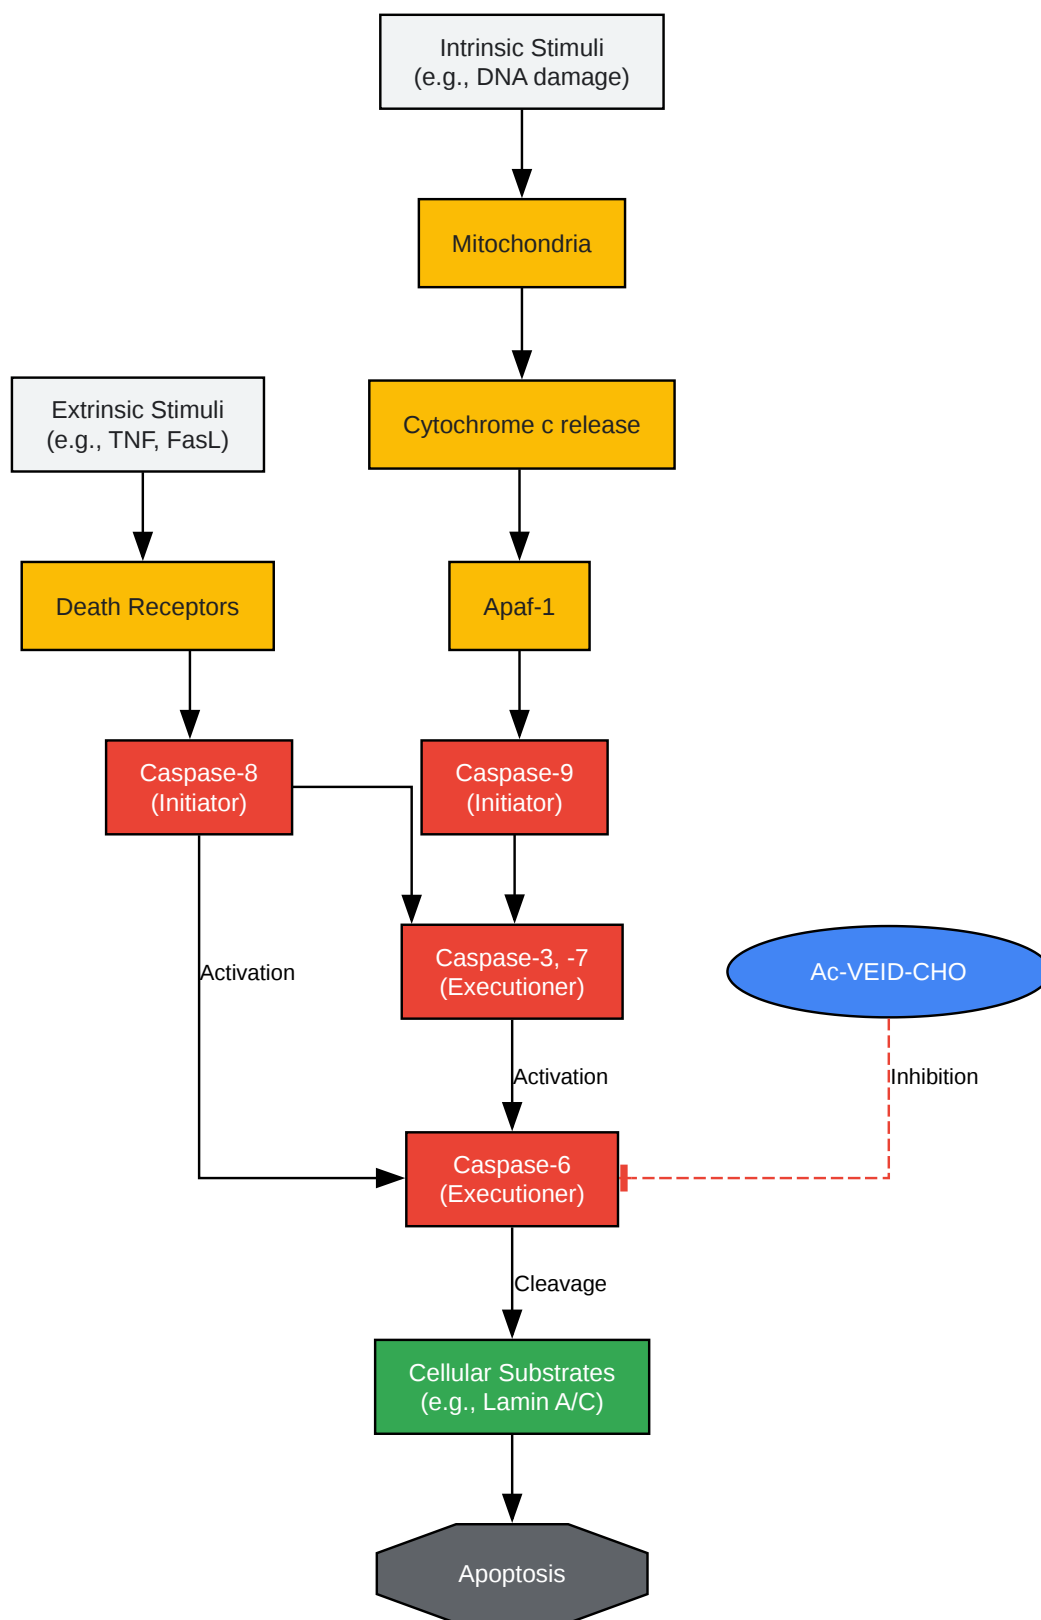 Intrinsic Stimuli
(e.g., DNA damage)
Mitochondria
Extrinsic Stimuli
(e.g., TNF, FasL)
Cytochrome c release
Death Receptors
Apaf-1
Caspase-8
(Initiator)
Caspase-9
(Initiator)
Activation
Caspase-3, -7
(Executioner)
Ac-VEID-CHO
Activation
Inhibition
Caspase-6
(Executioner)
Cleavage
Cellular Substrates
(e.g., Lamin A/C)
Apoptosis